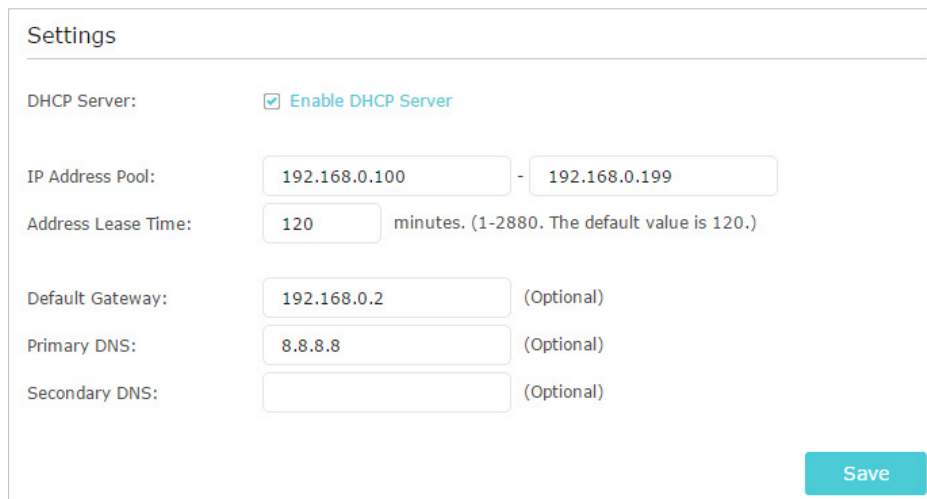 Settings
DHCP Server: Enable DHCP Server
IP Address Pool: 192.168.0.100 - 192.168.0.199
Address Lease Time: 120 minutes. (1-2880. The default value is 120.)
Default Gateway: 192.168.0.2 (Optional)
Primary DNS: 8.8.8.8 (Optional)
Secondary DNS: (Optional)
Save